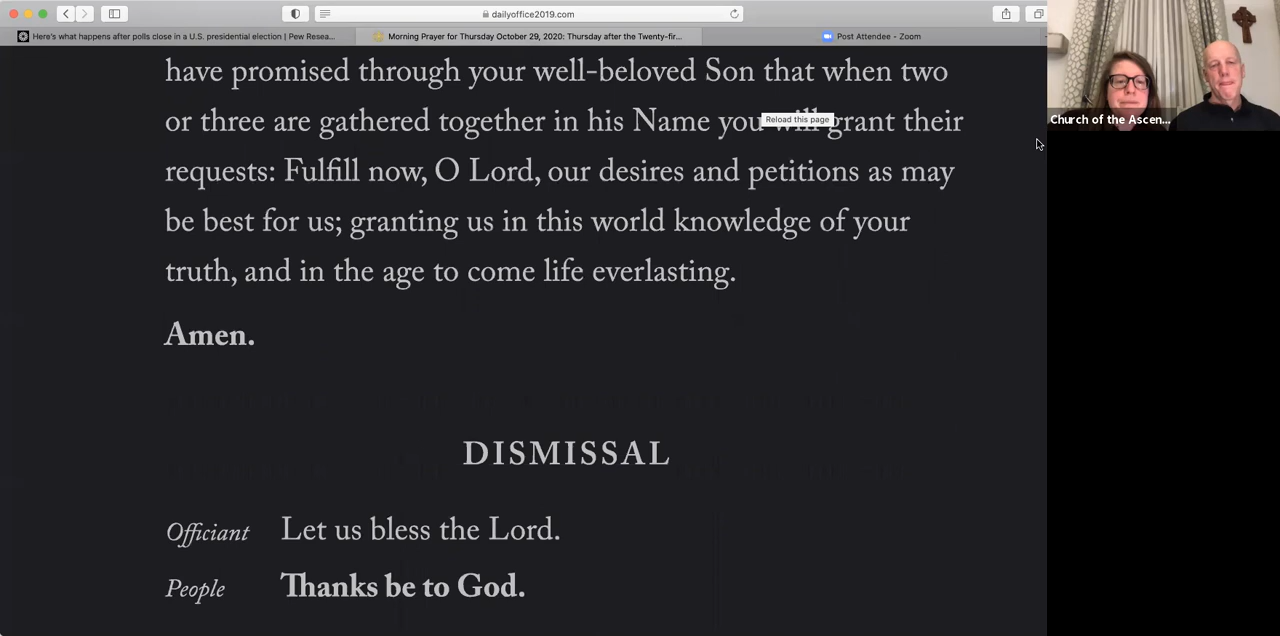 dailyoffice2019.com
Here's what happens after polls close in a U.S. presidential election | Pew Resea...
Morning Prayer for Thursday October 29, 2020: Thursday after the Twenty-fir...
Post Attendee - Zoom
have promised through your well-beloved Son that when two
or three are gathered together in his Name you will grant their
Reload this page
requests: Fulfill now, O Lord, our desires and petitions as may
be best for us; granting us in this world knowledge of your
truth, and in the age to come life everlasting.
Amen.
DISMISSAL
Officiant Let us bless the Lord.
People Thanks be to God.
Church of the Ascen...